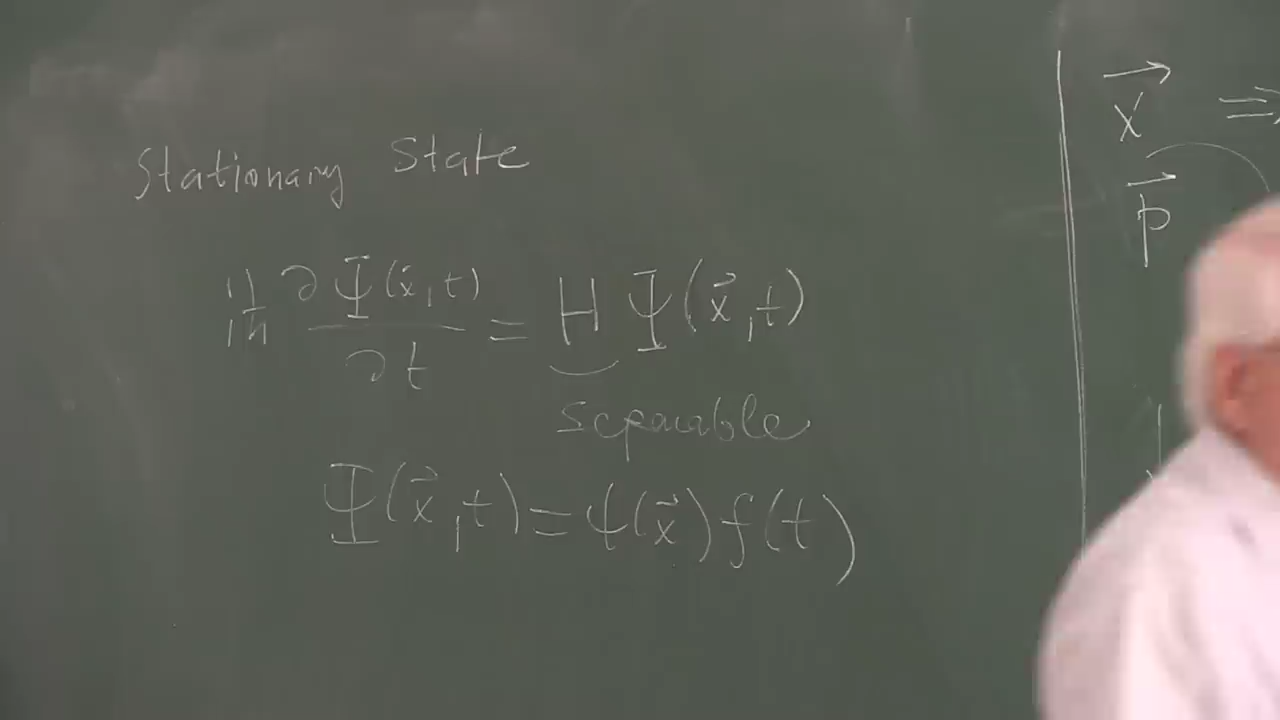 Stationary State
iħ ∂Ψ(x⃗,t)/∂t = H Ψ(x⃗,t)
separable
Ψ(x⃗,t) = ψ(x⃗) f(t)
x⃗ ⇒
p⃗